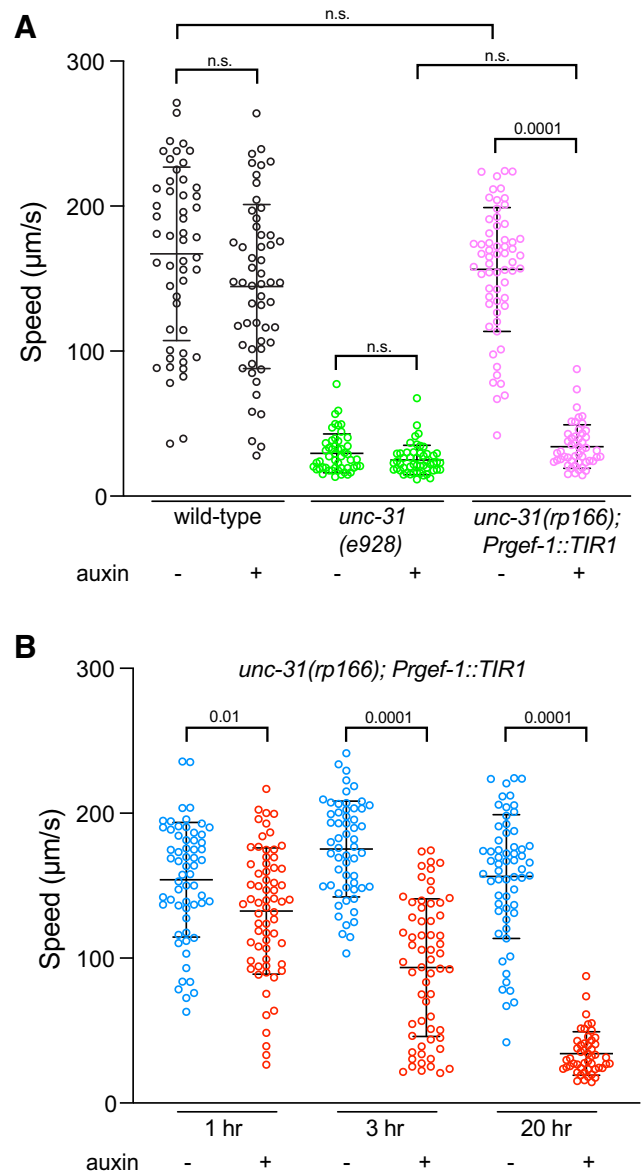 A
n.s.
n.s.
n.s.
300
0.0001
200
Speed (µm/s)
100
n.s.
0
wild-type
unc-31
(e928)
unc-31(rp166);
Prgef-1::TIR1
auxin - + - + - +
B
300
unc-31(rp166); Prgef-1::TIR1
0.01
0.0001
0.0001
200
Speed (µm/s)
100
0
1 hr
3 hr
20 hr
auxin - + - + - +